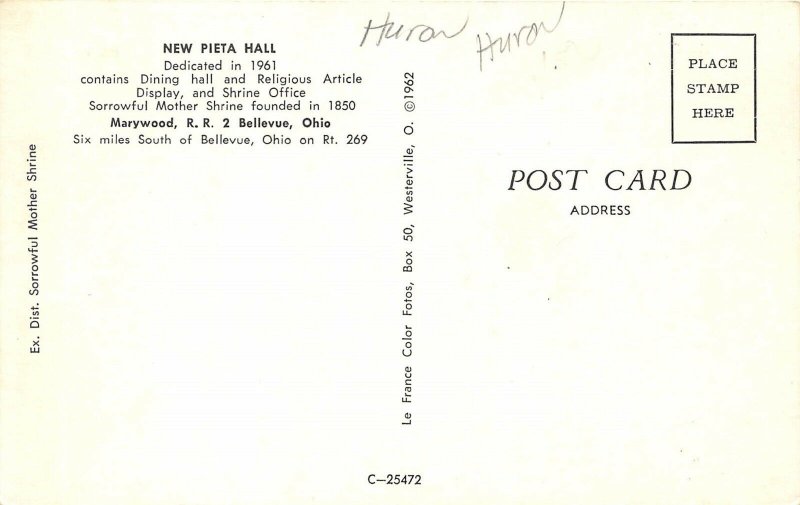 Huron Huron
NEW PIETA HALL
Dedicated in 1961
contains Dining hall and Religious Article
Display, and Shrine Office
Sorrowful Mother Shrine founded in 1850
Marywood, R. R. 2 Bellevue, Ohio
Six miles South of Bellevue, Ohio on Rt. 269
Ex. Dist. Sorrowful Mother Shrine
Le France Color Fotos, Box 50, Westerville, O. ©1962
PLACE
STAMP
HERE
POST CARD
ADDRESS
C-25472